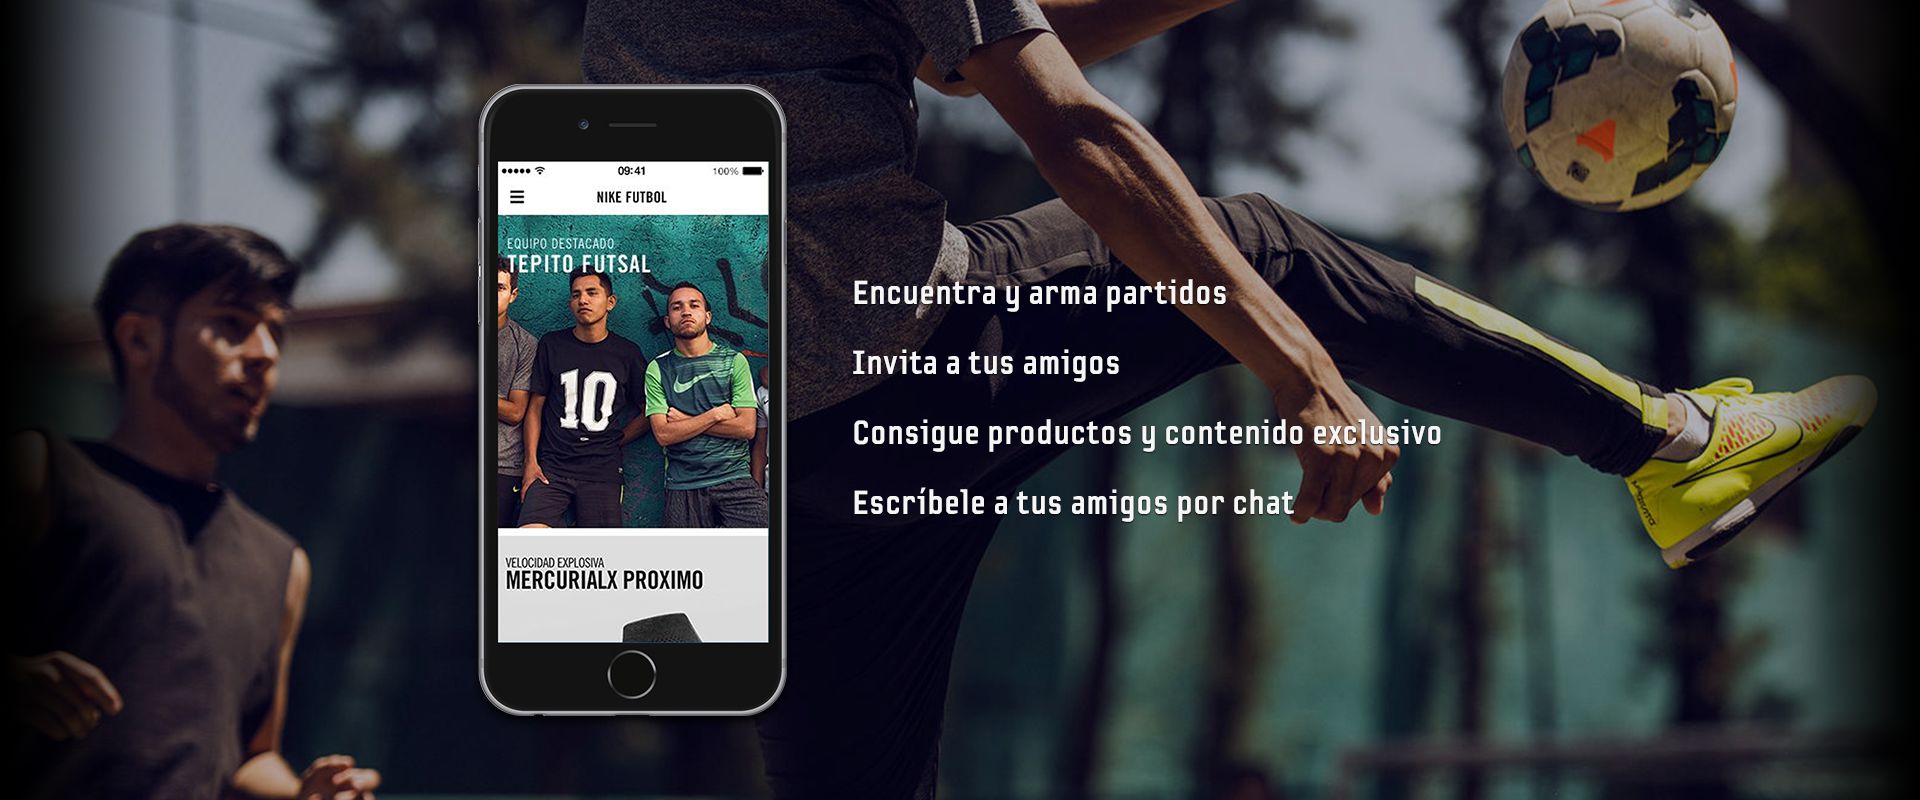 09:41
100%
NIKE FUTBOL
EQUIPO DESTACADO
TEPITO FUTSAL
10
VELOCIDAD EXPLOSIVA
MERCURIALX PROXIMO
Encuentra y arma partidos
Invita a tus amigos
Consigue productos y contenido exclusivo
Escríbele a tus amigos por chat